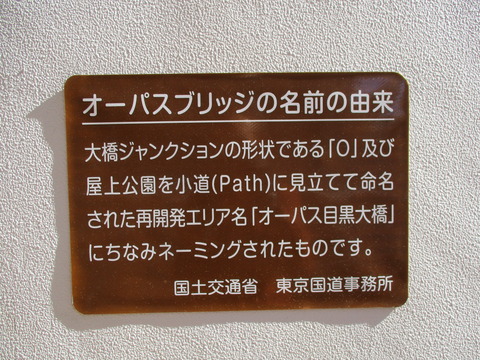 オーパスブリッジの名前の由来
大橋ジャンクションの形状である「O」及び
屋上公園を小道(Path)に見立てて命名
された再開発エリア名「オーパス目黒大橋」
にちなみネーミングされたものです。
国土交通省　東京国道事務所